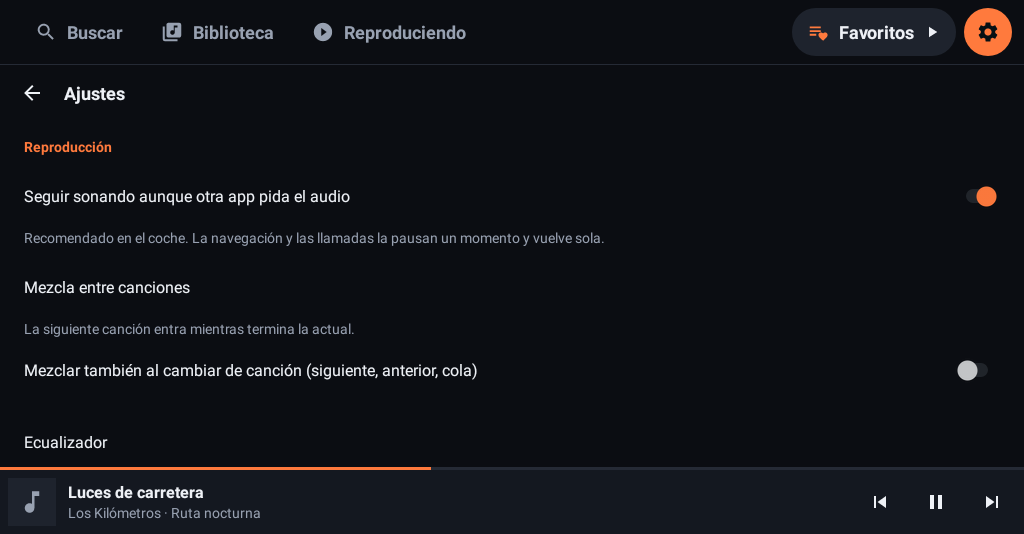 Buscar
Biblioteca
Reproduciendo
Favoritos
Ajustes
Reproducción
Seguir sonando aunque otra app pida el audio
Recomendado en el coche. La navegación y las llamadas la pausan un momento y vuelve sola.
Mezcla entre canciones
La siguiente canción entra mientras termina la actual.
Mezclar también al cambiar de canción (siguiente, anterior, cola)
Ecualizador
Luces de carretera
Los Kilómetros · Ruta nocturna